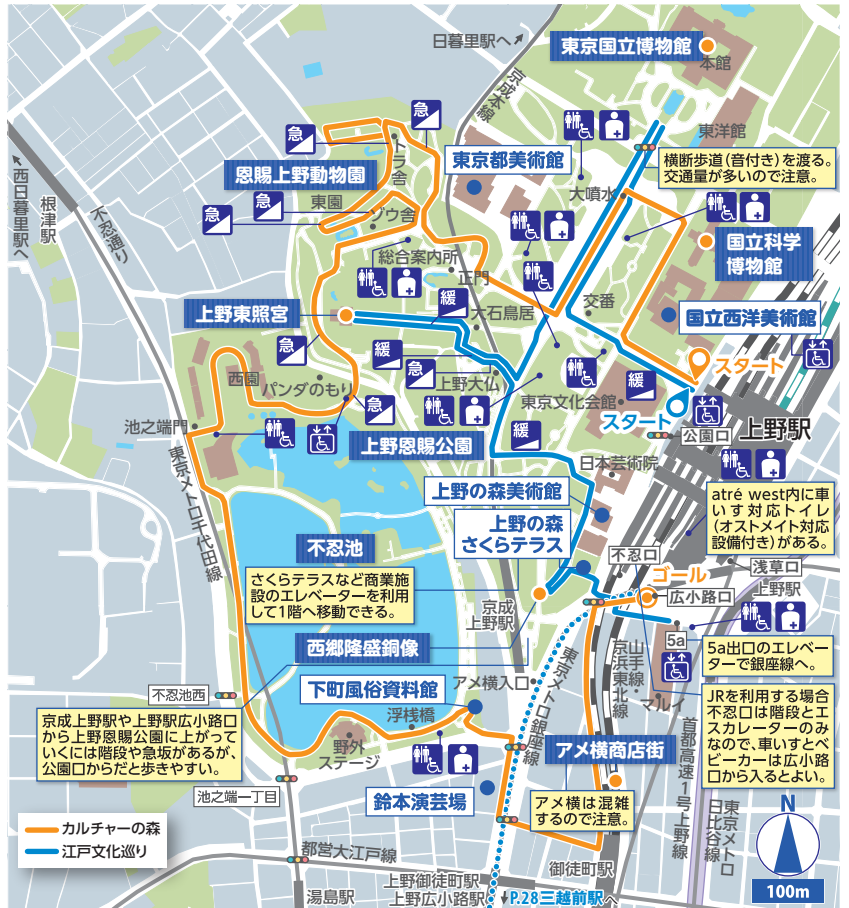 日暮里駅へ
京成本線
東京国立博物館
本館
東洋館
急
急
トラ舎
恩賜上野動物園
東京都美術館
横断歩道（音付き）を渡る。
交通量が多いので注意。
西日暮里駅へ
根津駅
不忍通り
東園
急
急
ゾウ舎
大噴水
総合案内所
正門
国立科学
博物館
緩
交番
上野東照宮
大石鳥居
国立西洋美術館
急
緩
急
上野大仏
緩
スタート
西園
パンダのもり
急
東京文化会館
スタート
池之端門
上野恩賜公園
緩
公園口
上野駅
東京メトロ千代田線
日本芸術院
上野の森美術館
atré west内に車
いす対応トイレ
（オストメイト対応
設備付き）がある。
上野の森
さくらテラス
不忍池
不忍口
浅草口
さくらテラスなど商業施
設のエレベーターを利用
して1階へ移動できる。
ゴール
上野駅
広小路口
京成
上野駅
西郷隆盛銅像
5a
5a出口のエレベー
ターで銀座線へ。
山手線・
京浜東北線
マルイ
アメ横入口
東京メトロ銀座線
不忍池西
下町風俗資料館
JRを利用する場合
不忍口は階段とエ
スカレーターのみ
なので、車いすとベ
ビーカーは広小路
口から入るとよい。
京成上野駅や上野駅広小路口
から上野恩賜公園に上がって
いくには階段や急坂があるが、
公園口からだと歩きやすい。
浮桟橋
野外
ステージ
アメ横商店街
首都高速1号上野線
池之端一丁目
鈴本演芸場
アメ横は混雑
するので注意。
東京メトロ
日比谷線
カルチャーの森
江戸文化巡り
N
都営大江戸線
御徒町駅
湯島駅
上野御徒町駅
上野広小路駅
P.28三越前駅へ
100m